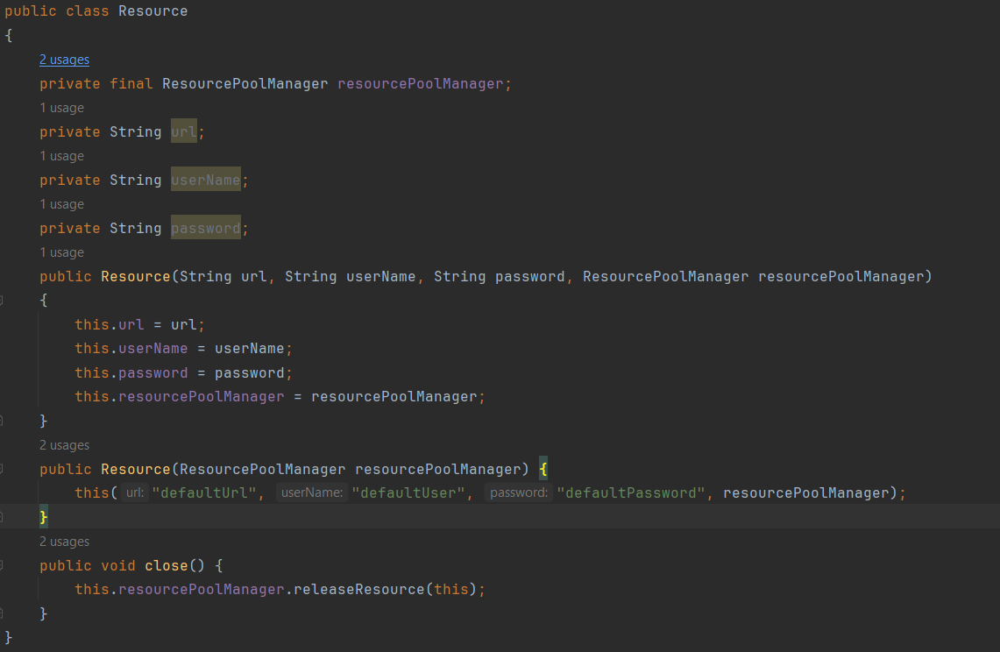 public class Resource
{
2 usages
private final ResourcePoolManager resourcePoolManager;
1 usage
private String url;
1 usage
private String userName;
1 usage
private String password;
1 usage
public Resource(String url, String userName, String password, ResourcePoolManager resourcePoolManager)
{
this.url = url;
this.userName = userName;
this.password = password;
this.resourcePoolManager = resourcePoolManager;
}
2 usages
public Resource(ResourcePoolManager resourcePoolManager) {
this( url: "defaultUrl", userName: "defaultUser", password: "defaultPassword", resourcePoolManager);
}
2 usages
public void close() {
this.resourcePoolManager.releaseResource(this);
}
}